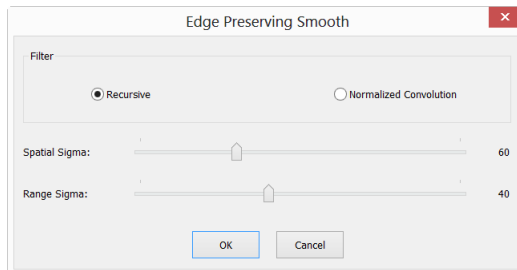 Edge Preserving Smooth
Filter
Recursive
Normalized Convolution
Spatial Sigma:
60
Range Sigma:
40
OK
Cancel